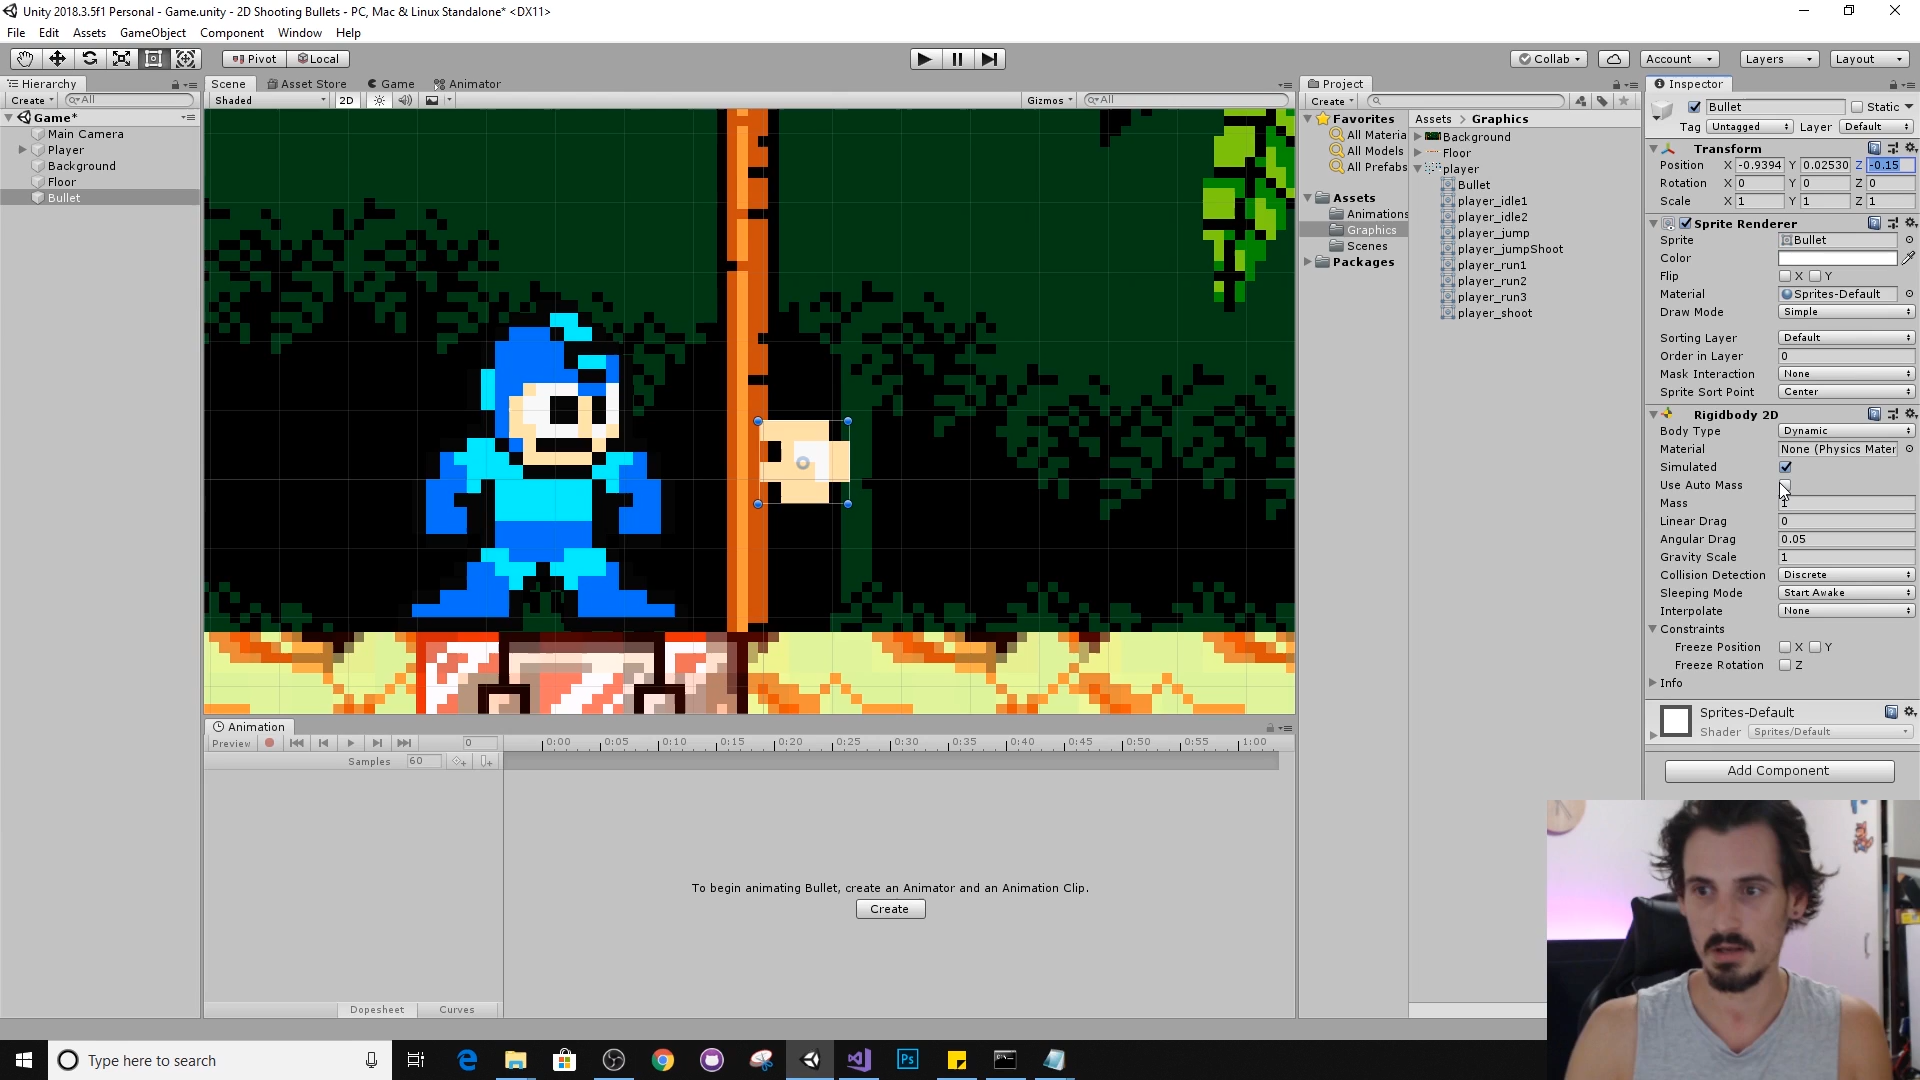 Unity 2018.3.5f1 Personal - Game.unity - 2D Shooting Bullets - PC, Mac & Linux Standalone* <DX11>
File Edit Assets GameObject Component Window Help
Pivot Local Collab Account Layers Layout
Hierarchy
Create All
Game*
Main Camera
Player
Background
Floor
Bullet
Scene Asset Store Game Animator
Shaded 2D Gizmos All
Project
Create
Favorites
All Materia
All Models
All Prefabs
Assets
Animations
Graphics
Scenes
Packages
Assets > Graphics
Background
Floor
player
Bullet
player_idle1
player_idle2
player_jump
player_jumpShoot
player_run1
player_run2
player_run3
player_shoot
Inspector
Bullet Static
Tag Untagged Layer Default
Transform
Position X -0.9394 Y 0.02530 Z -0.15
Rotation X 0 Y 0 Z 0
Scale X 1 Y 1 Z 1
Sprite Renderer
Sprite Bullet
Color
Flip X Y
Material Sprites-Default
Draw Mode Simple
Sorting Layer Default
Order in Layer 0
Mask Interaction None
Sprite Sort Point Center
Rigidbody 2D
Body Type Dynamic
Material None (Physics Mater
Simulated
Use Auto Mass
Mass 1
Linear Drag 0
Angular Drag 0.05
Gravity Scale 1
Collision Detection Discrete
Sleeping Mode Start Awake
Interpolate None
Constraints
Freeze Position X Y
Freeze Rotation Z
Info
Sprites-Default
Shader Sprites/Default
Add Component
Animation
Preview 0 0:00 0:05 0:10 0:15 0:20 0:25 0:30 0:35 0:40 0:45 0:50 0:55 1:00
Samples 60
To begin animating Bullet, create an Animator and an Animation Clip.
Create
Dopesheet Curves
Type here to search
Ps